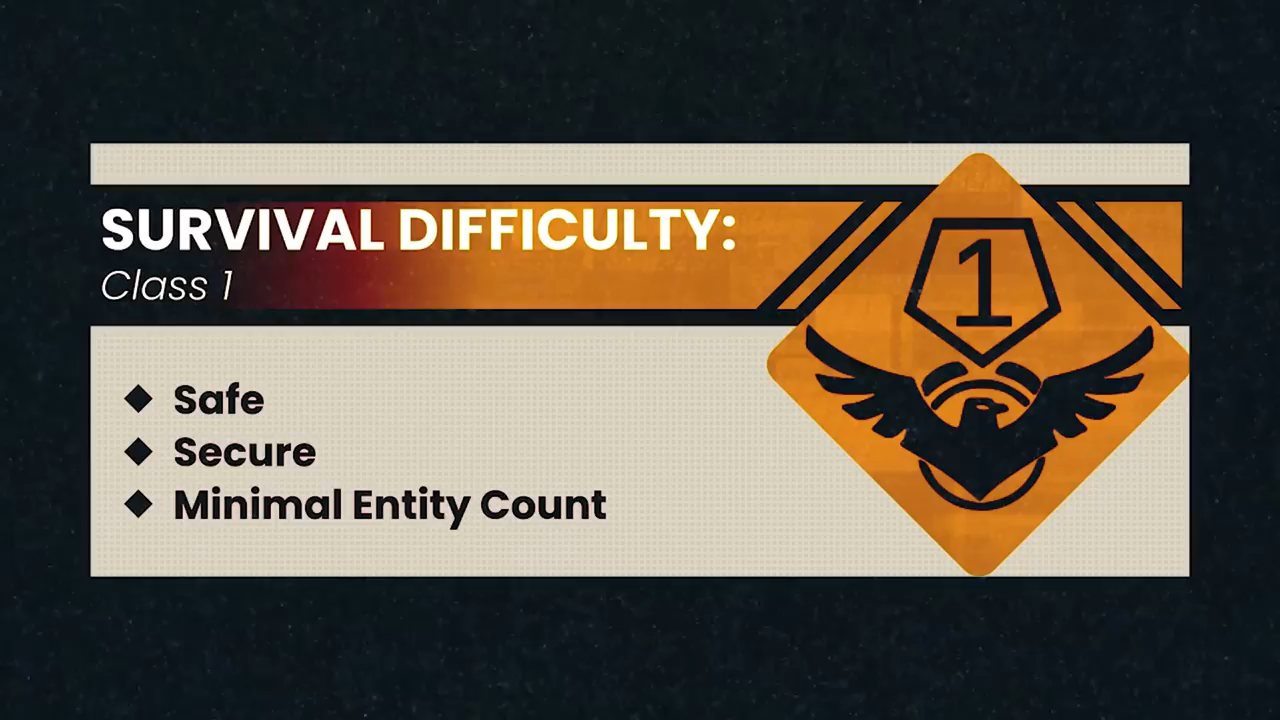 SURVIVAL DIFFICULTY:
Class 1
1
Safe
Secure
Minimal Entity Count